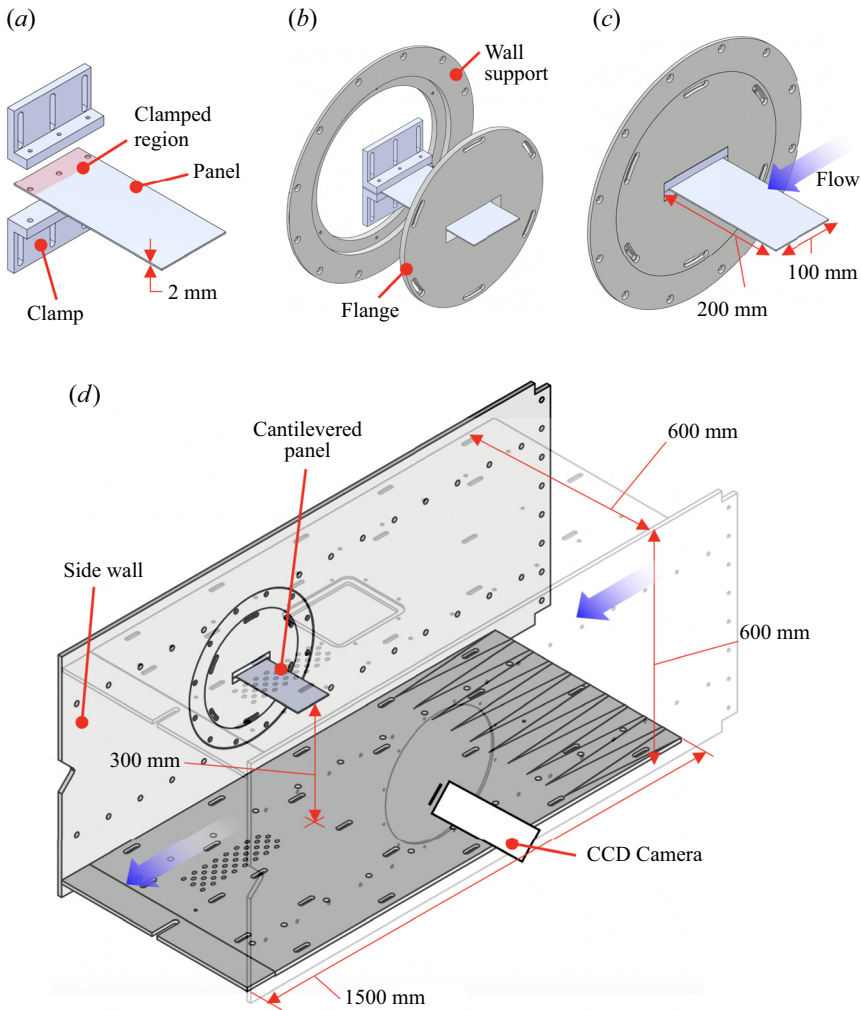 (a)
(b)
(c)
Clamped
region
Panel
Clamp
2 mm
Wall
support
Flange
Flow
100 mm
200 mm
(d)
Cantilevered
panel
600 mm
Side wall
600 mm
300 mm
CCD Camera
1500 mm